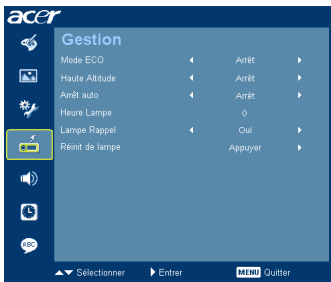 acer
Gestion
Mode ECO Arrêt
Haute Altitude Arrêt
Arrêt auto Arrêt
Heure Lampe 0
Lampe Rappel Oui
Réinit de lampe Appuyer
ABC
Sélectionner Entrer MENU Quitter